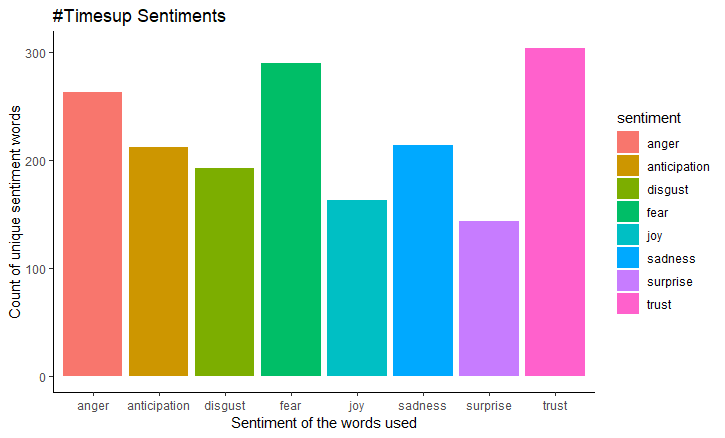 #Timesup Sentiments
Count of unique sentiment words
300
200
100
0
anger anticipation disgust fear joy sadness surprise trust
Sentiment of the words used
sentiment
anger
anticipation
disgust
fear
joy
sadness
surprise
trust